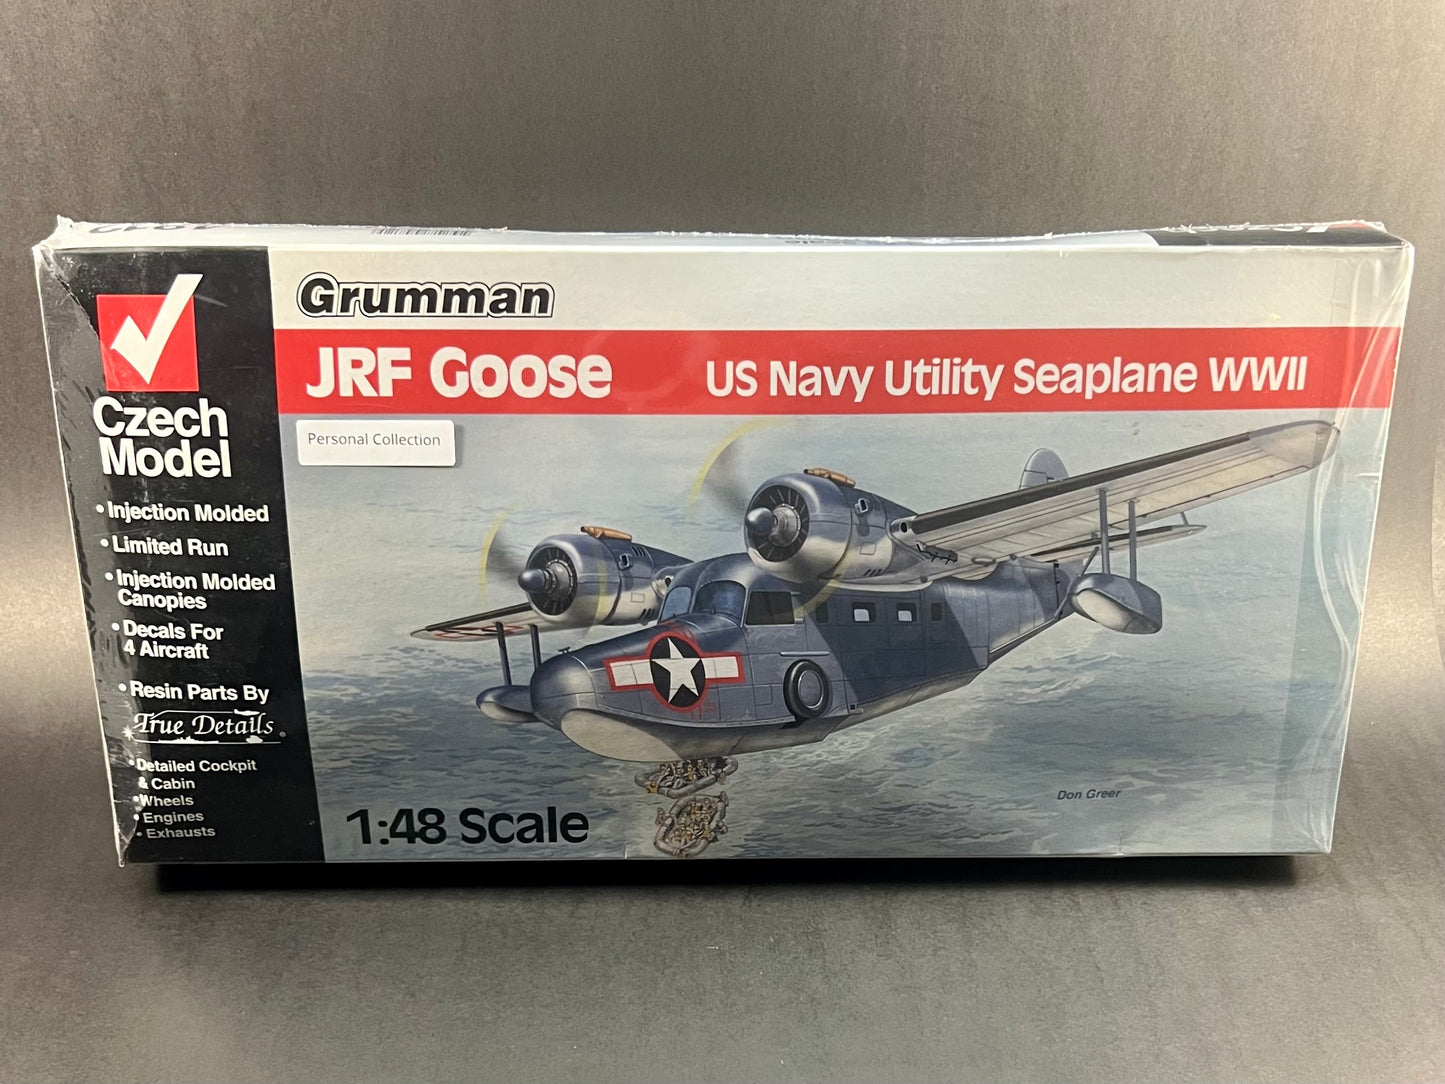 Grumman
JRF Goose
US Navy Utility Seaplane WWII
Personal Collection
Czech
Model
• Injection Molded
• Limited Run
• Injection Molded
Canopies
• Decals For
4 Aircraft
• Resin Parts By
True Details
• Detailed Cockpit
& Cabin
• Wheels
• Engines
• Exhausts
1:48 Scale
Don Greer